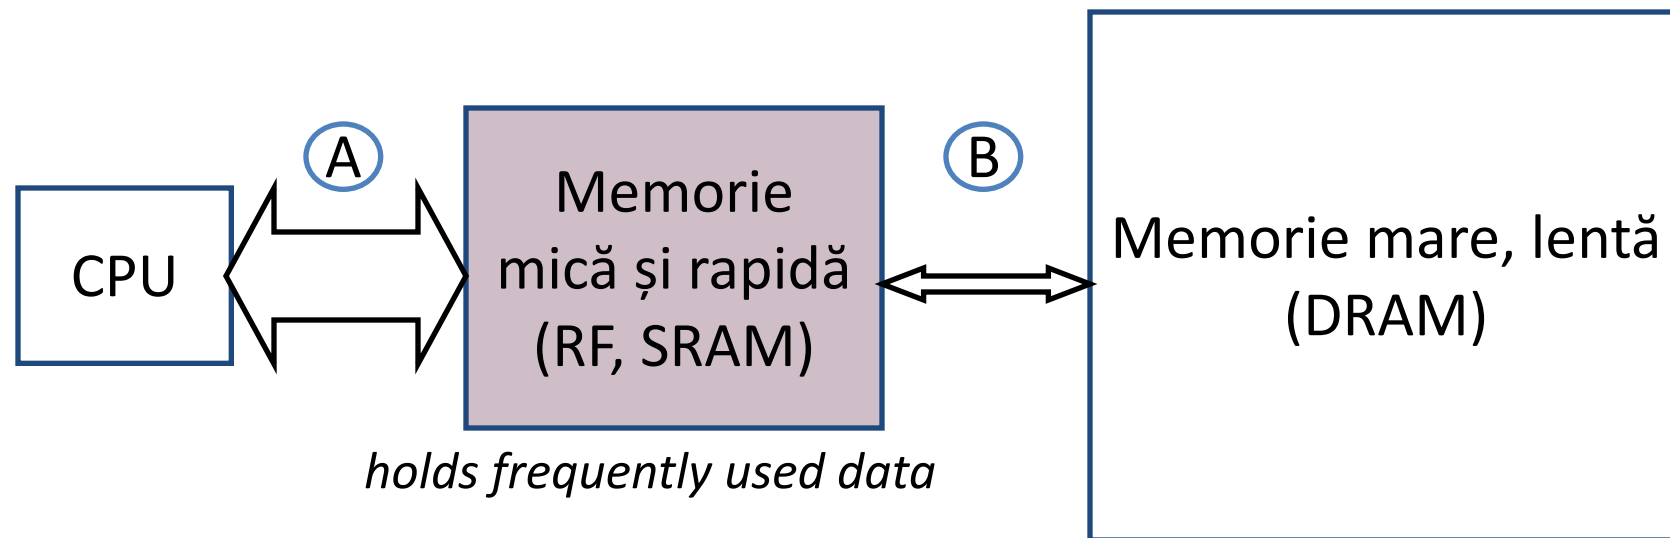 CPU
A
Memorie
mică și rapidă
(RF, SRAM)
holds frequently used data
B
Memorie mare, lentă
(DRAM)